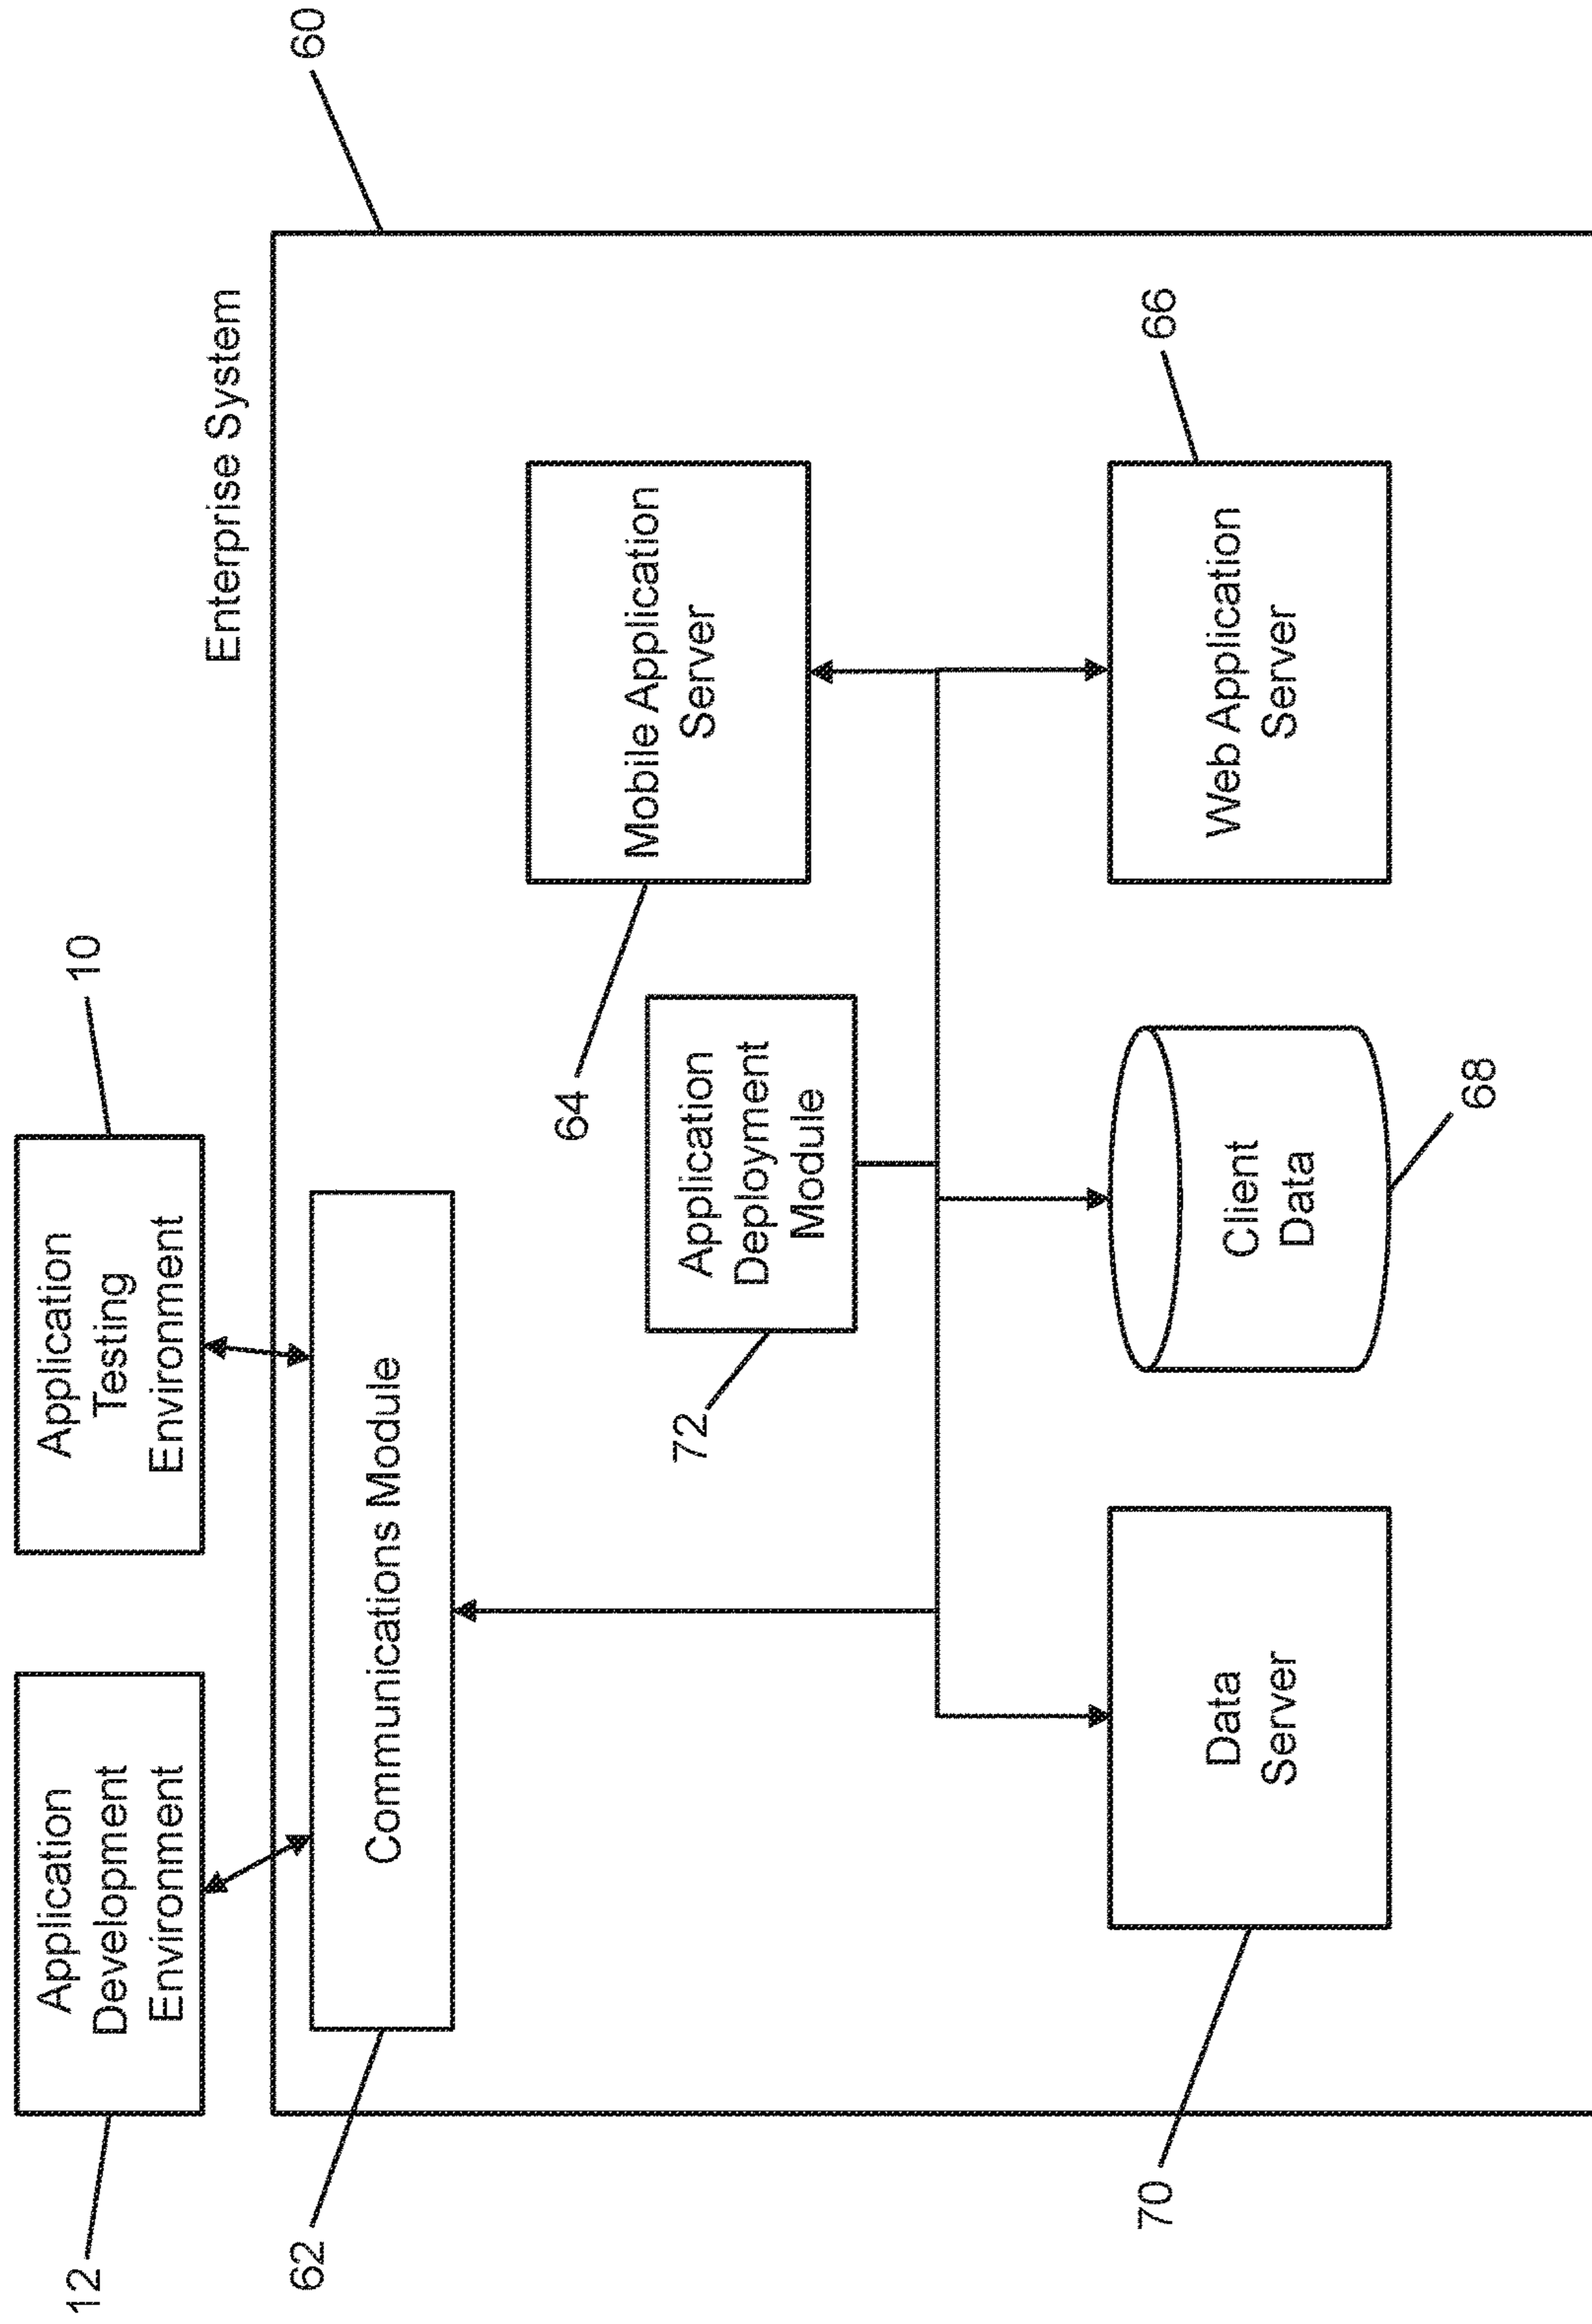 12
Application
Development
Environment
Application
Testing
Environment
10
Enterprise System
60
62
Communications Module
72
Application
Deployment
Module
64
Mobile Application
Server
70
Data
Server
Client
Data
68
Web Application
Server
66